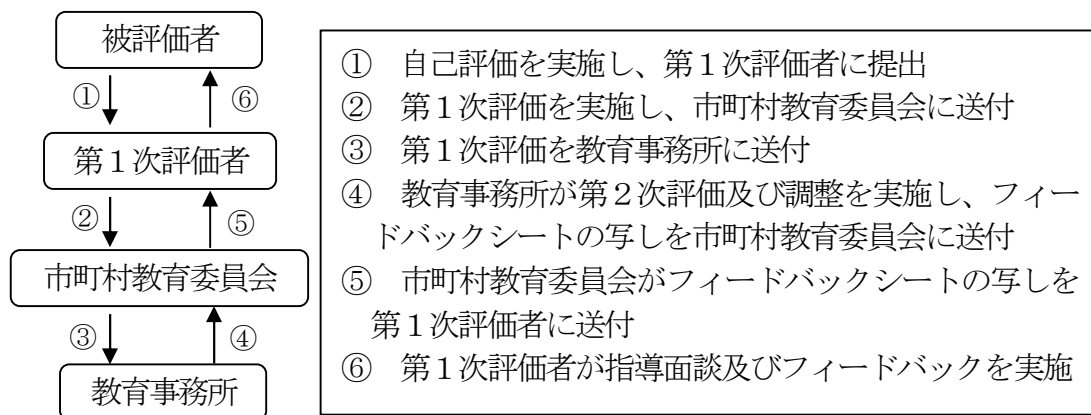 被評価者
①
⑥
第1次評価者
②
⑤
市町村教育委員会
③
④
教育事務所
① 自己評価を実施し、第1次評価者に提出
② 第1次評価を実施し、市町村教育委員会に送付
③ 第1次評価を教育事務所に送付
④ 教育事務所が第2次評価及び調整を実施し、フィー
ドバックシートの写しを市町村教育委員会に送付
⑤ 市町村教育委員会がフィードバックシートの写しを
第1次評価者に送付
⑥ 第1次評価者が指導面談及びフィードバックを実施